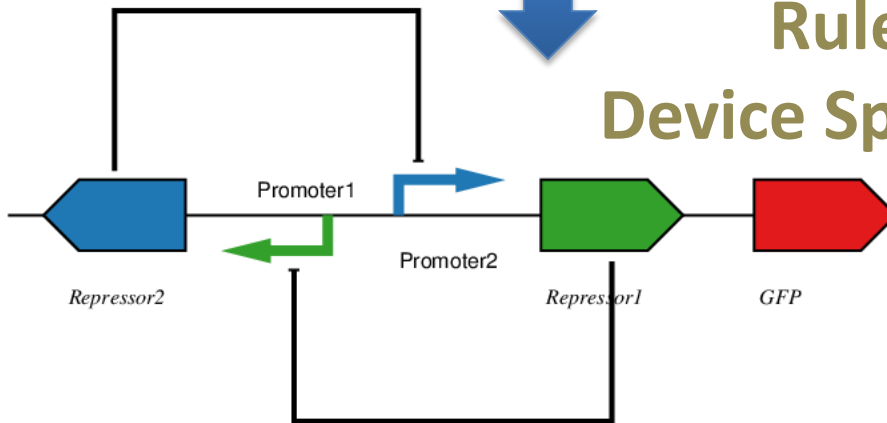 Rule
Device Sp
Promoter1
Promoter2
Repressor2
Repressor1
GFP